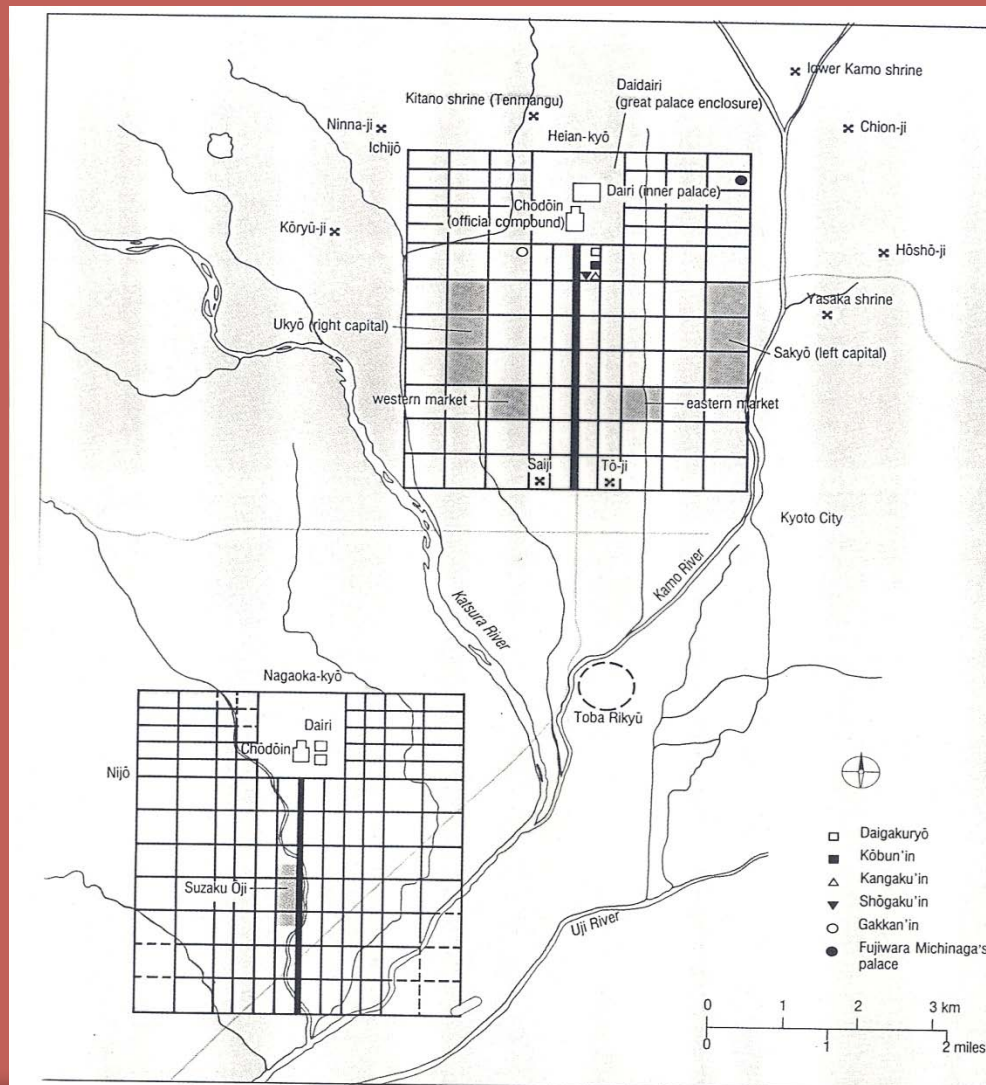 lower Kamo shrine
Daidairi
(great palace enclosure)
Kitano shrine (Tenmangu)
Ninna-ji
Chion-ji
Heian-kyō
Ichijō
Dairi (inner palace)
Chōdōin
(official compound)
Kōryū-ji
Hōshō-ji
Yasaka shrine
Ukyō (right capital)
Sakyō (left capital)
western market
eastern market
Saiji
Tō-ji
Kyoto City
Kamo River
Katsura River
Nagaoka-kyō
Toba Rikyū
Dairi
Chōdōin
Nijō
Suzaku Ōji
Uji River
Daigakuryō
Kōbun'in
Kangaku'in
Shōgaku'in
Gakkan'in
Fujiwara Michinaga's
palace
0 1 2 3 km
0 1 2 miles